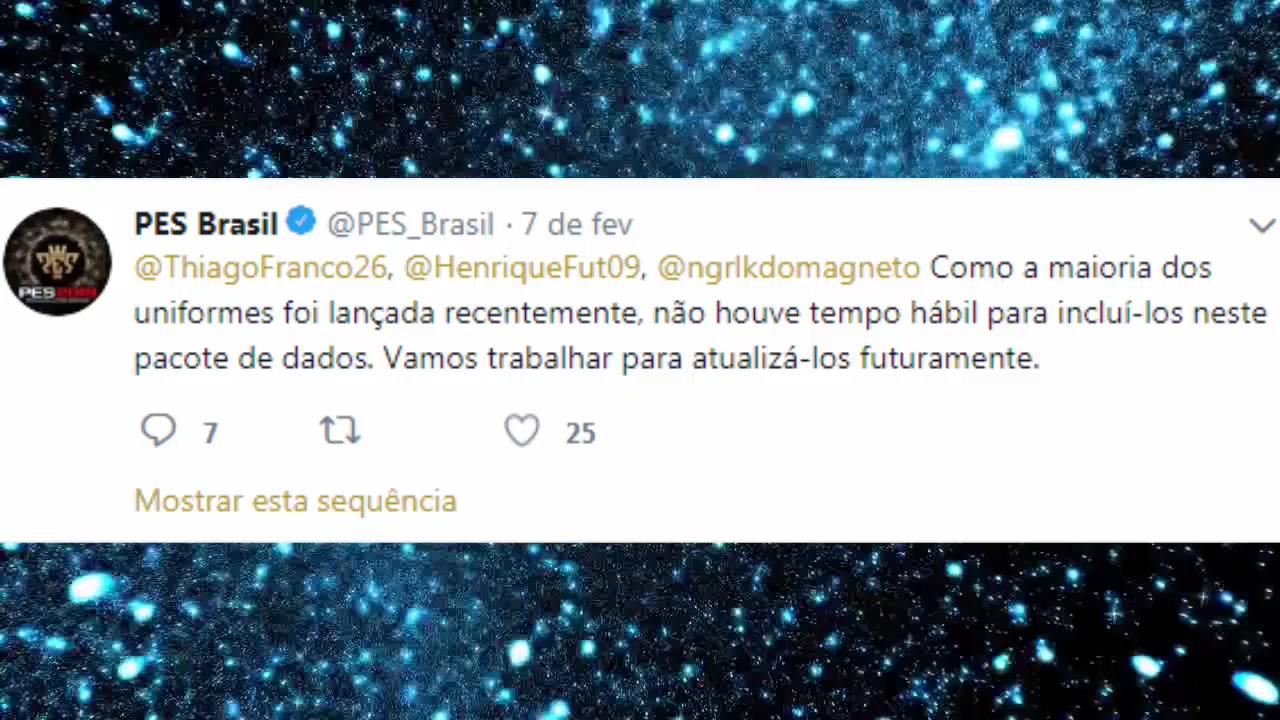 PES Brasil @PES_Brasil · 7 de fev
@ThiagoFranco26, @HenriqueFut09, @ngrlkdomagneto Como a maioria dos
uniformes foi lançada recentemente, não houve tempo hábil para incluí-los neste
pacote de dados. Vamos trabalhar para atualizá-los futuramente.
7 25
Mostrar esta sequência
PES2019